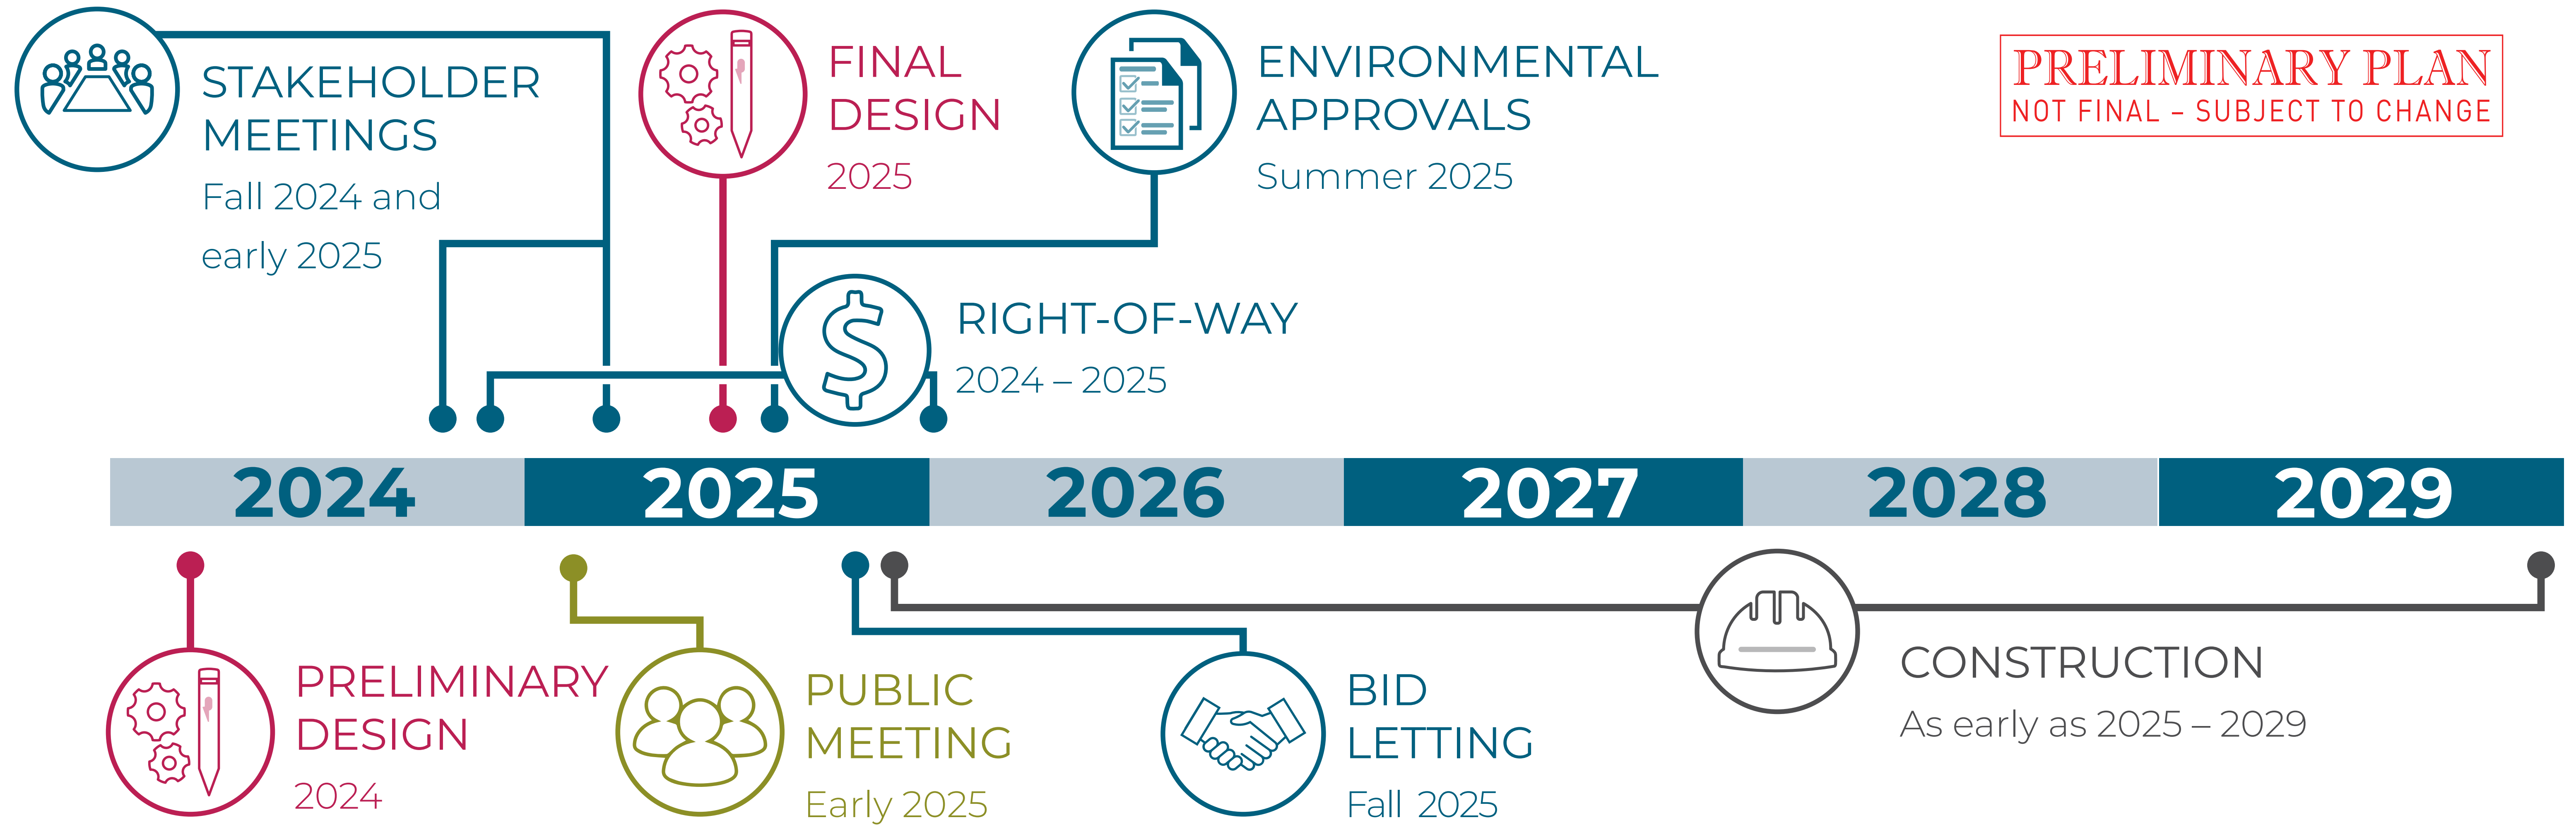 STAKEHOLDER
MEETINGS
Fall 2024 and
early 2025
FINAL
DESIGN
2025
ENVIRONMENTAL
APPROVALS
Summer 2025
PRELIMINARY PLAN
NOT FINAL – SUBJECT TO CHANGE
RIGHT-OF-WAY
2024 – 2025
2024
2025
2026
2027
2028
2029
PRELIMINARY
DESIGN
2024
PUBLIC
MEETING
Early 2025
BID
LETTING
Fall 2025
CONSTRUCTION
As early as 2025 – 2029